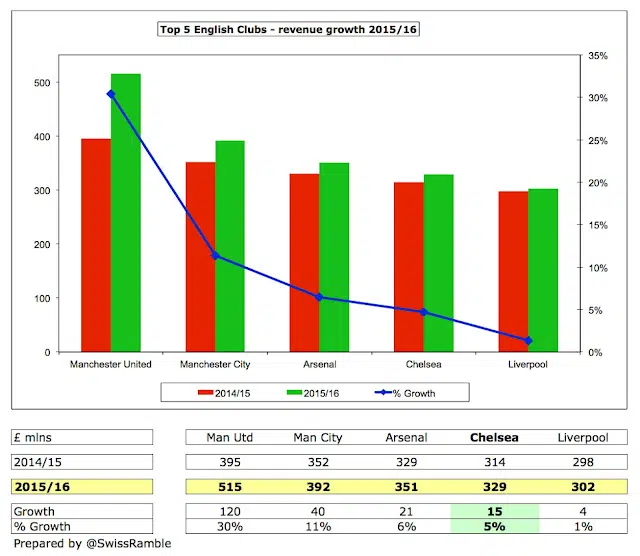 Top 5 English Clubs - revenue growth 2015/16
35%
500 30%
25%
400
20%
300
15%
200
10%
100
5%
0 0%
Manchester United Manchester City Arsenal Chelsea Liverpool
2014/15 2015/16 % Growth
£ mlns Man Utd Man City Arsenal Chelsea Liverpool
2014/15 395 352 329 314 298
2015/16 515 392 351 329 302
Growth 120 40 21 15 4
% Growth 30% 11% 6% 5% 1%
Prepared by @SwissRamble